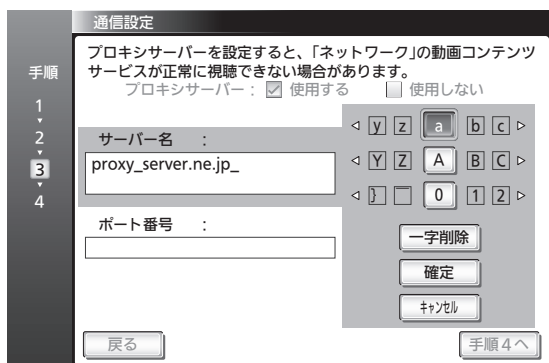 通信設定
プロキシサーバーを設定すると、「ネットワーク」の動画コンテンツ
サービスが正常に視聴できない場合があります。
プロキシサーバー : 使用する 使用しない
手順
1
2
3
4
サーバー名 :
proxy_server.ne.jp_
ポート番号 :
y z a b c
Y Z A B C
} ￣ 0 1 2
一字削除
確定
キャンセル
戻る
手順4へ